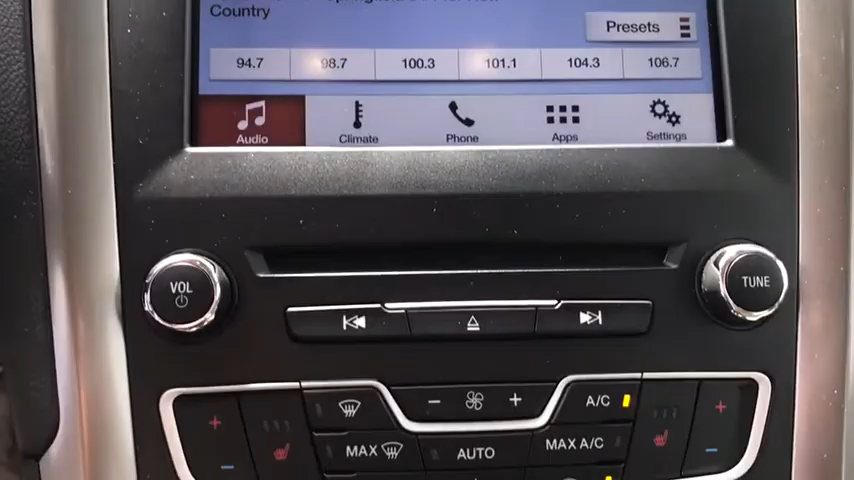 Country
Presets
94.7 98.7 100.3 101.1 104.3 106.7
Audio Climate Phone Apps Settings
VOL TUNE
A/C
MAX AUTO MAX A/C